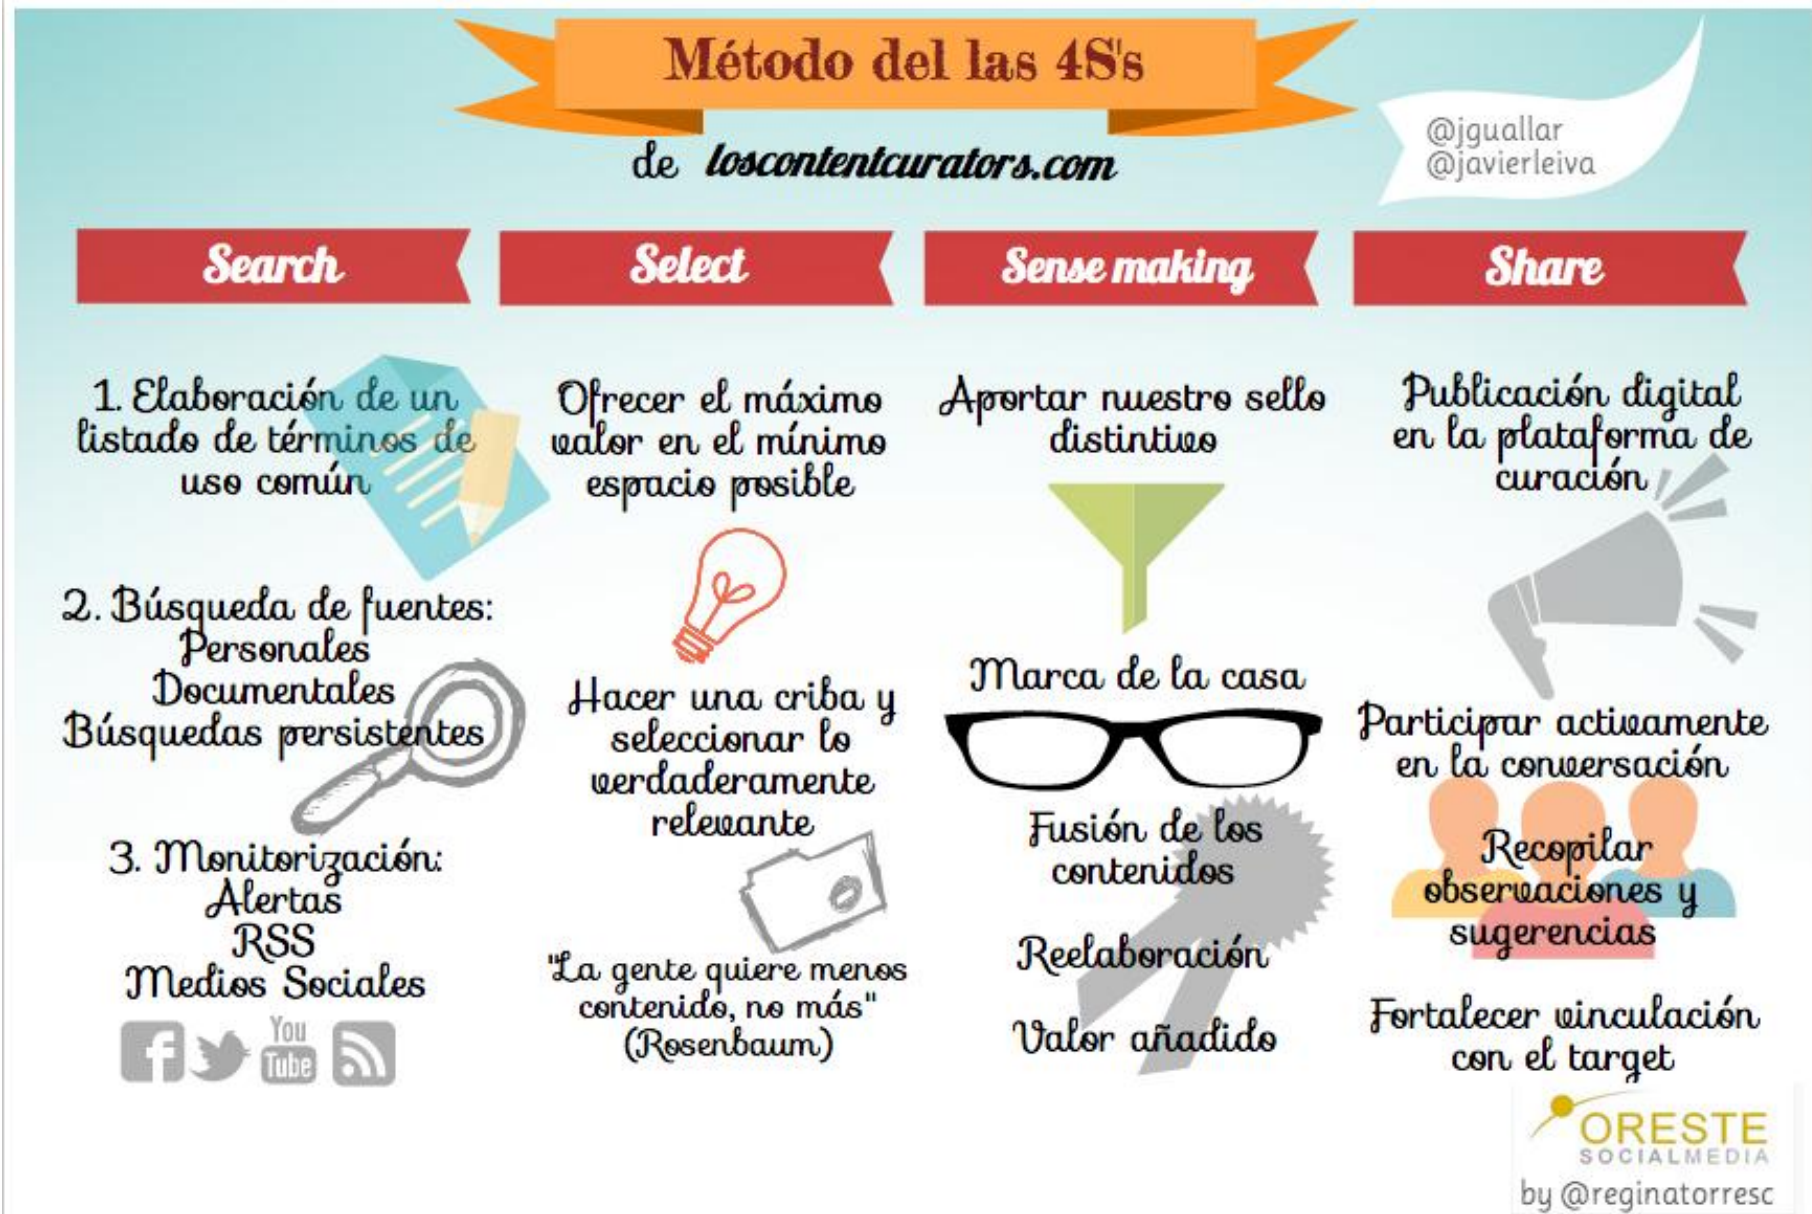 Método del las 4S's
de loscontentcurators.com
@jguallar
@javierleiva
Search
1. Elaboración de un
listado de términos de
uso común
2. Búsqueda de fuentes:
Personales
Documentales
Búsquedas persistentes
3. Monitorización:
Alertas
RSS
Medios Sociales
f
You
Tube
Select
Ofrecer el máximo
valor en el mínimo
espacio posible
Hacer una criba y
seleccionar lo
verdaderamente
relevante
"La gente quiere menos
contenido, no más"
(Rosenbaum)
Sense making
Aportar nuestro sello
distintivo
Marca de la casa
Fusión de los
contenidos
Reelaboración
Valor añadido
Share
Publicación digital
en la plataforma de
curación
Participar activamente
en la conversación
Recopilar
observaciones y
sugerencias
Fortalecer vinculación
con el target
ORESTE
SOCIALMEDIA
by @reginatorresc